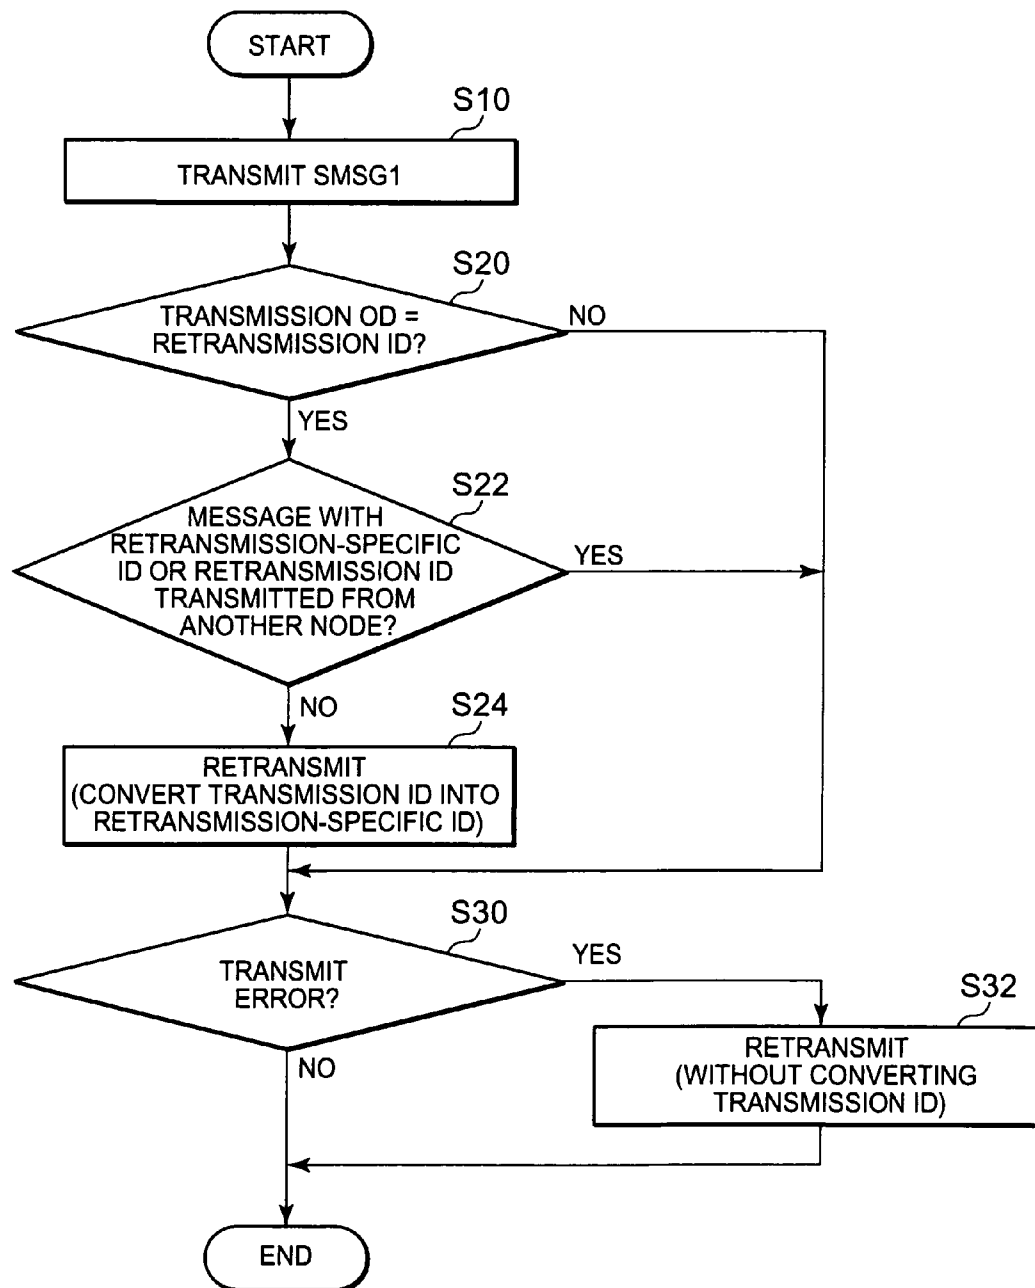 START
S10
TRANSMIT SMSG1
S20
TRANSMISSION OD =
RETRANSMISSION ID?
NO
YES
S22
MESSAGE WITH
RETRANSMISSION-SPECIFIC
ID OR RETRANSMISSION ID
TRANSMITTED FROM
ANOTHER NODE?
YES
NO
S24
RETRANSMIT
(CONVERT TRANSMISSION ID INTO
RETRANSMISSION-SPECIFIC ID)
S30
TRANSMIT
ERROR?
YES
NO
S32
RETRANSMIT
(WITHOUT CONVERTING
TRANSMISSION ID)
END